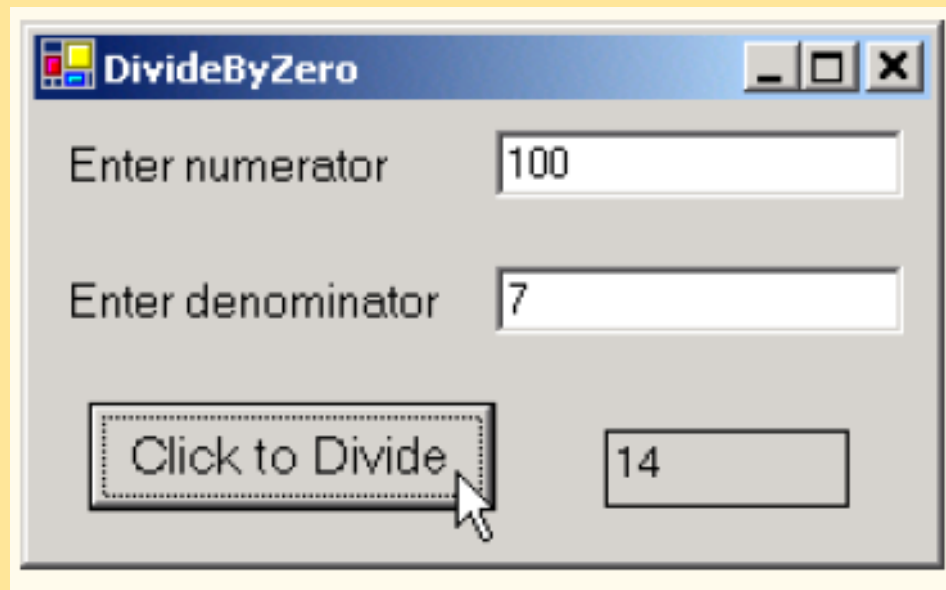 DivideByZero
Enter numerator 100
Enter denominator 7
Click to Divide 14